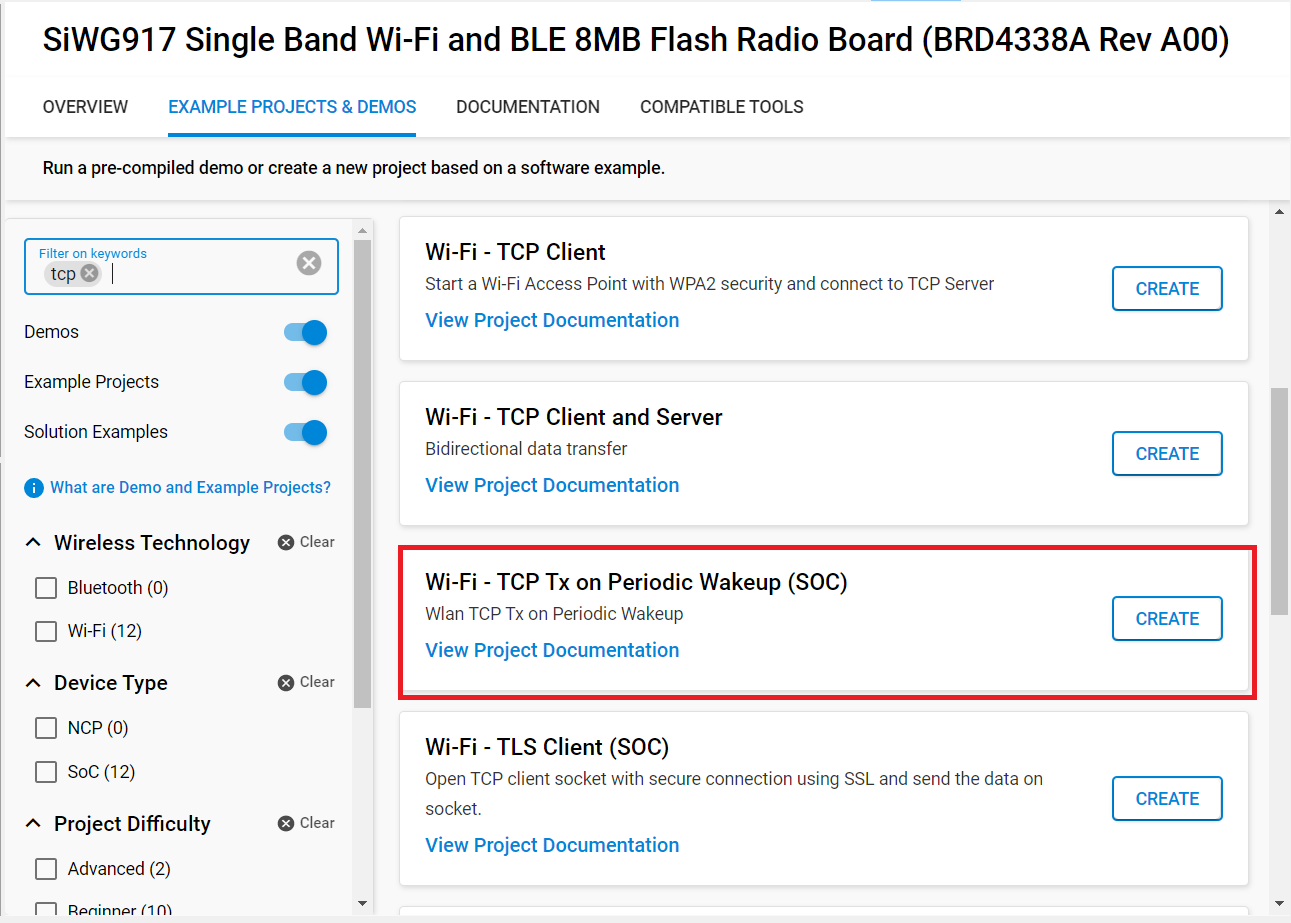 SiWG917 Single Band Wi-Fi and BLE 8MB Flash Radio Board (BRD4338A Rev A00)
OVERVIEW
EXAMPLE PROJECTS & DEMOS
DOCUMENTATION
COMPATIBLE TOOLS
Run a pre-compiled demo or create a new project based on a software example.
Filter on keywords
tcp
Demos
Example Projects
Solution Examples
What are Demo and Example Projects?
Wireless Technology
Clear
Bluetooth (0)
Wi-Fi (12)
Device Type
Clear
NCP (0)
SoC (12)
Project Difficulty
Clear
Advanced (2)
Beginner (10)
Wi-Fi - TCP Client
Start a Wi-Fi Access Point with WPA2 security and connect to TCP Server
View Project Documentation
CREATE
Wi-Fi - TCP Client and Server
Bidirectional data transfer
View Project Documentation
CREATE
Wi-Fi - TCP Tx on Periodic Wakeup (SOC)
Wlan TCP Tx on Periodic Wakeup
View Project Documentation
CREATE
Wi-Fi - TLS Client (SOC)
Open TCP client socket with secure connection using SSL and send the data on
socket.
View Project Documentation
CREATE